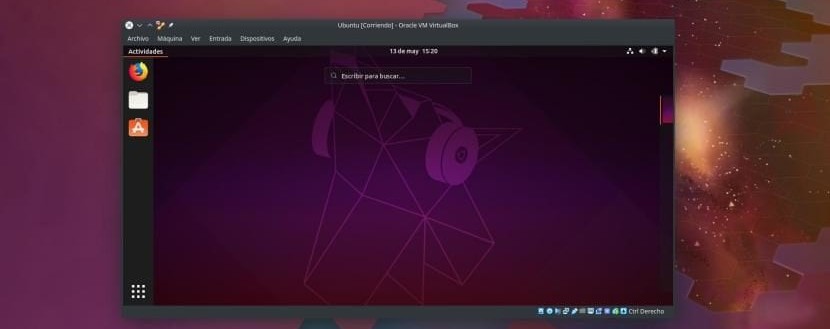 Ubuntu [Corriendo] - Oracle VM VirtualBox
Archivo Máquina Ver Entrada Dispositivos Ayuda
Actividades 13 de may 15:20
Escribir para buscar...
Ctrl Derecho